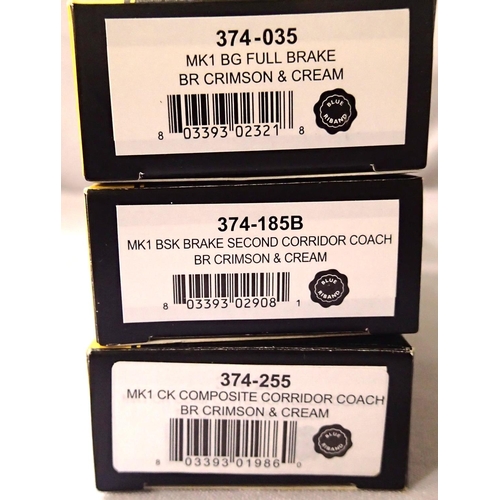 374-035
MK1 BG FULL BRAKE
BR CRIMSON & CREAM
BLUE RIBAND
8 03393 02321 8
374-185B
MK1 BSK BRAKE SECOND CORRIDOR COACH
BR CRIMSON & CREAM
BLUE RIBAND
8 03393 02908 1
374-255
MK1 CK COMPOSITE CORRIDOR COACH
BR CRIMSON & CREAM
BLUE RIBAND
8 03393 01986 0